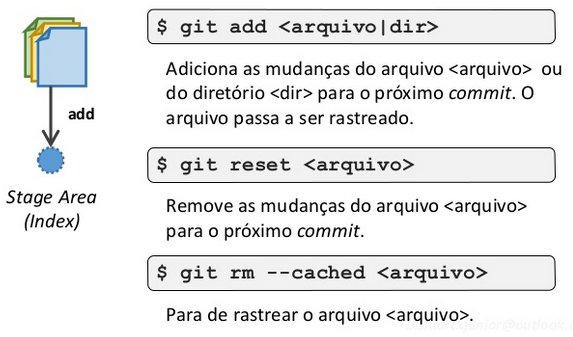 $ git add <arquivo|dir>
Adiciona as mudanças do arquivo <arquivo> ou
do diretório <dir> para o próximo commit. O
arquivo passa a ser rastreado.
add
$ git reset <arquivo>
Stage Area
(Index)
Remove as mudanças do arquivo <arquivo>
para o próximo commit.
$ git rm --cached <arquivo>
Para de rastrear o arquivo <arquivo>.